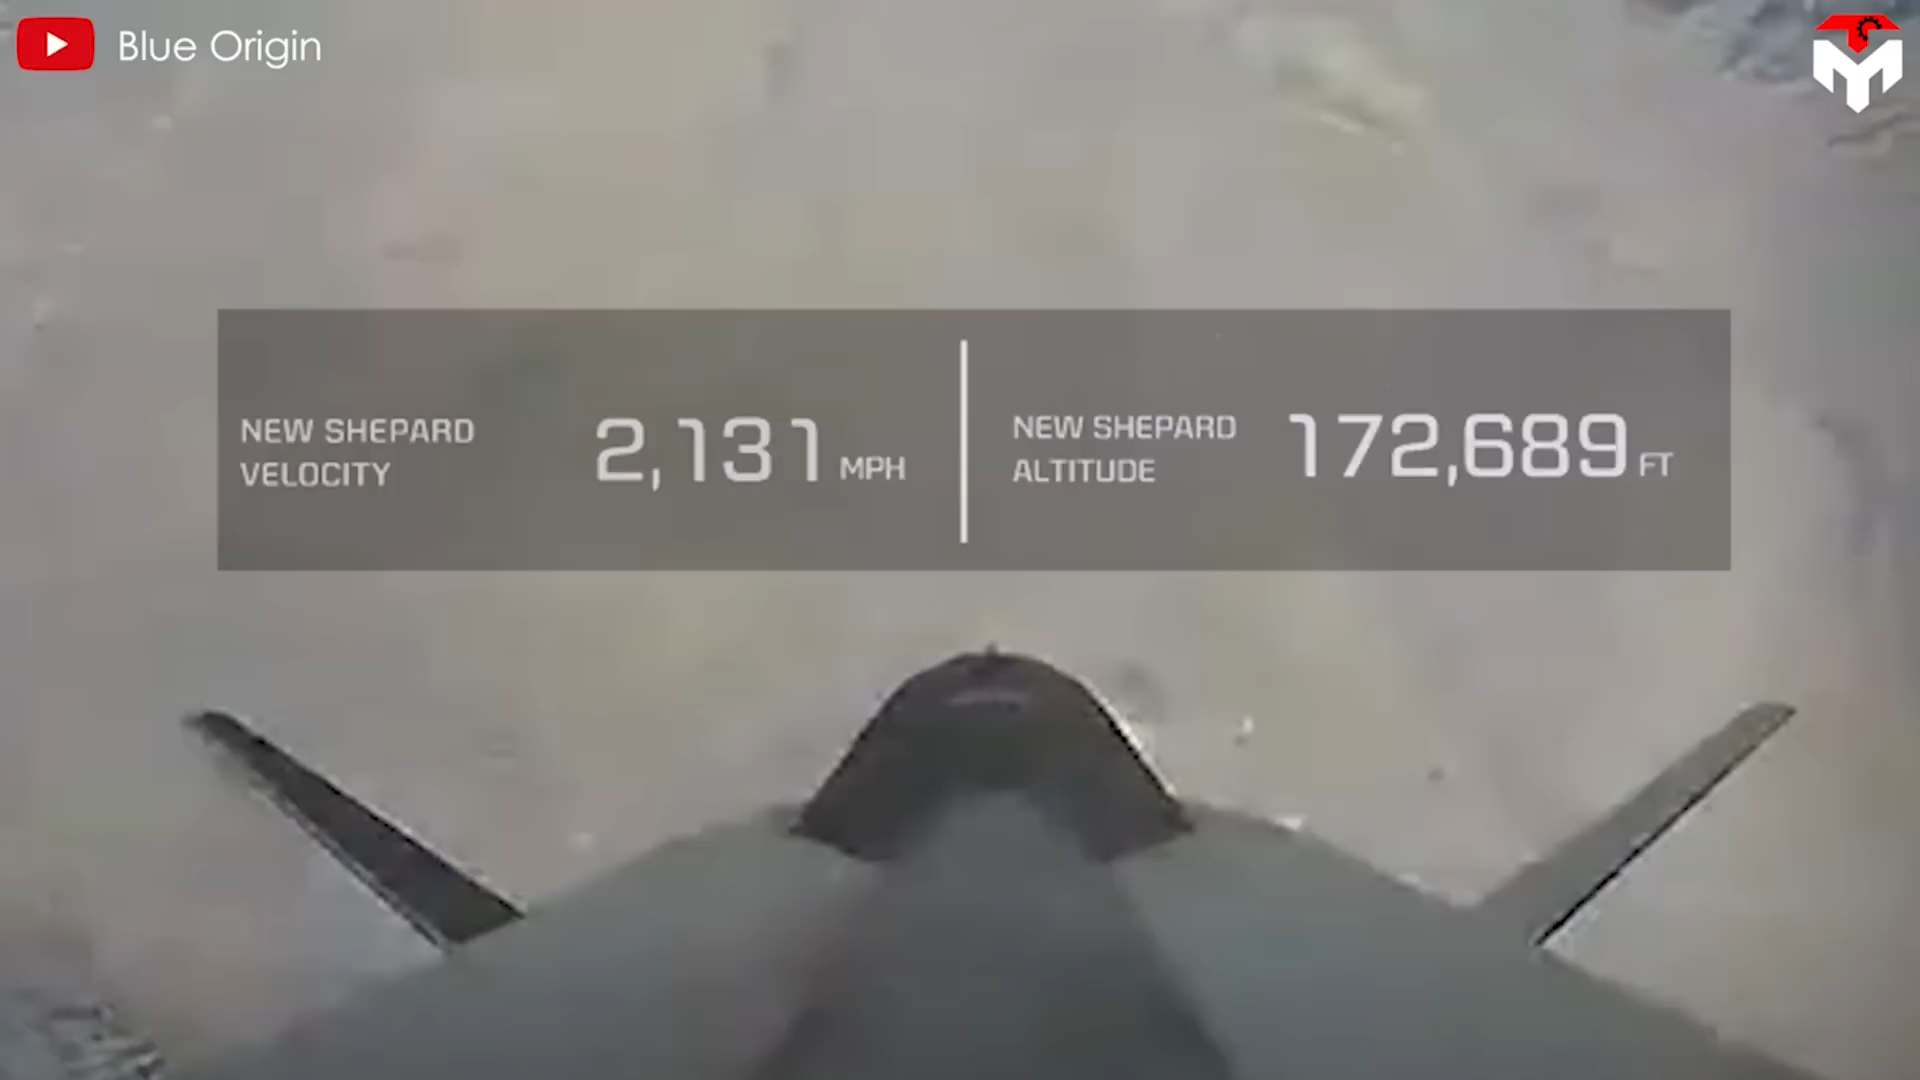 Blue Origin
NEW SHEPARD
VELOCITY
2,131 MPH
NEW SHEPARD
ALTITUDE
172,689 FT